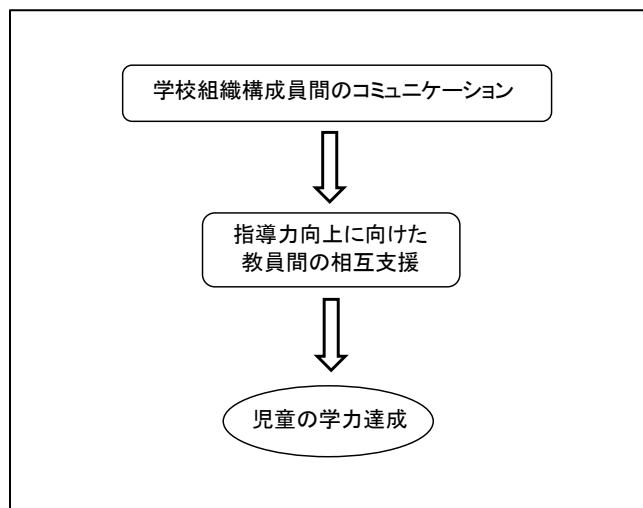 学校組織構成員間のコミュニケーション
指導力向上に向けた
教員間の相互支援
児童の学力達成